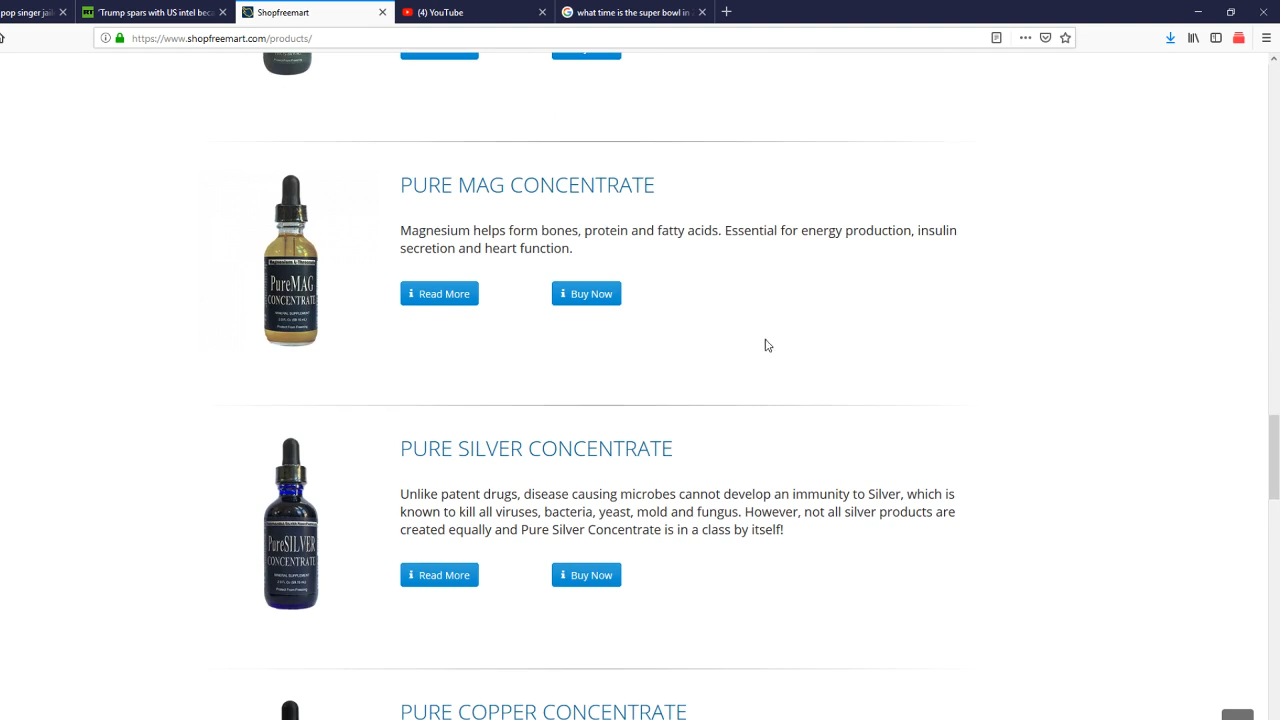 op singer jaile
'Trump spars with US intel beca
Shopfreemart
(4) YouTube
what time is the super bowl in 2
https://www.shopfreemart.com/products/
PURE MAG CONCENTRATE
Magnesium helps form bones, protein and fatty acids. Essential for energy production, insulin
secretion and heart function.
Read More
Buy Now
PureMAG
CONCENTRATE
MINERAL SUPPLEMENT
PURE SILVER CONCENTRATE
Unlike patent drugs, disease causing microbes cannot develop an immunity to Silver, which is
known to kill all viruses, bacteria, yeast, mold and fungus. However, not all silver products are
created equally and Pure Silver Concentrate is in a class by itself!
Read More
Buy Now
PureSILVER
CONCENTRATE
MINERAL SUPPLEMENT
PURE COPPER CONCENTRATE